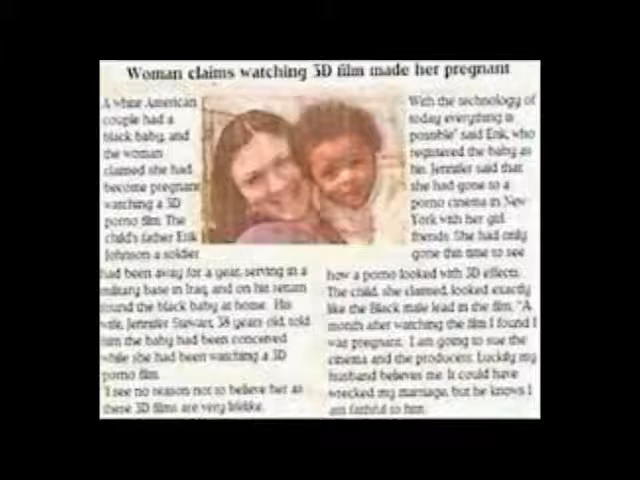 Woman claims watching 3D film made her pregnant
A white American
couple had a
black baby, and
the woman
claimed she had
become pregnant
watching a 3D
porno film. The
child's father Erik
Johnson a soldier
had been away for a year, serving in a
military base in Iraq, and on his return
found the black baby at home. His
wife, Jennifer Stewart, 38 years old, told
him the baby had been conceived
while she had been watching a 3D
porno film.
"I see no reason not to believe her as
these 3D films are very lifelike.
With the technology of
today everything is
possible" said Erik, who
registered the baby as
his. Jennifer said that
she had gone to a
porno cinema in New
York with her girl
friends. She had only
gone this time to see
how a porno looked with 3D effects.
The child, she claimed, looked exactly
like the Black male lead in the film. "A
month after watching the film I found I
was pregnant. I am going to sue the
cinema and the producers. Luckily my
husband believes me. It could have
wrecked my marriage, but he knows I
am faithful to him.